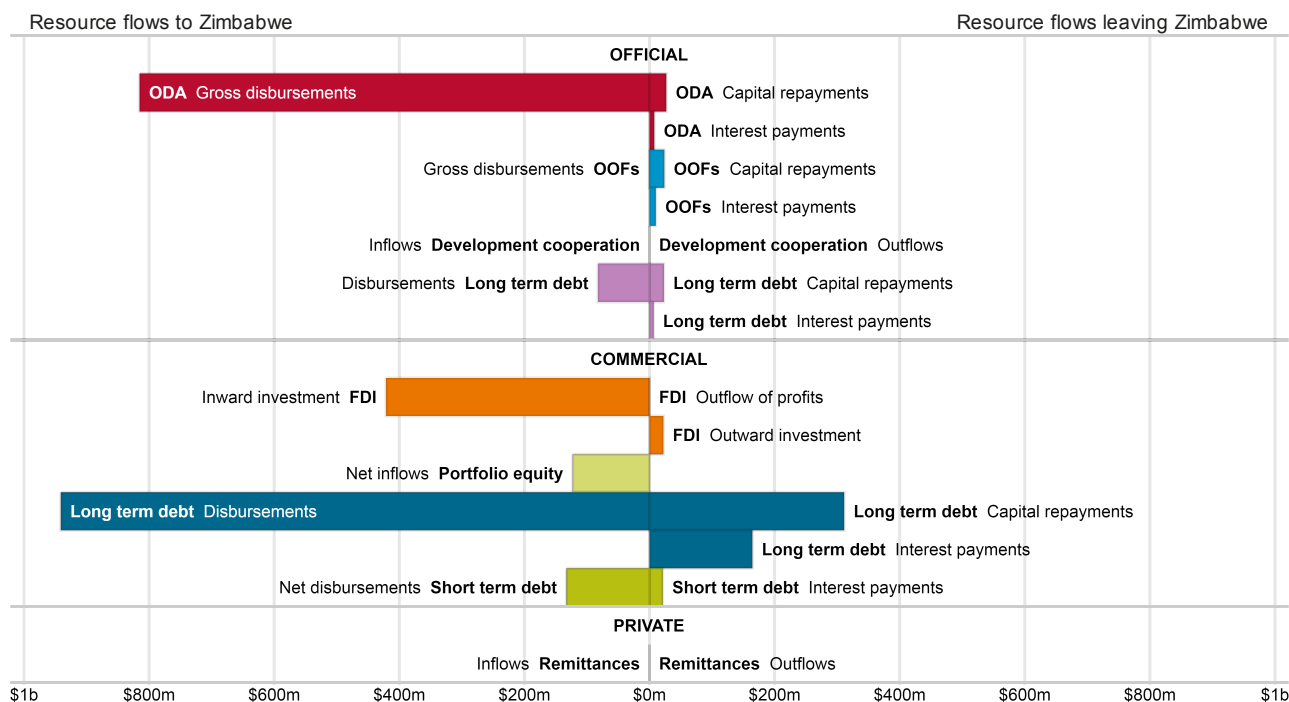 Resource flows to Zimbabwe Resource flows leaving Zimbabwe
OFFICIAL
ODA Gross disbursements ODA Capital repayments
ODA Interest payments
Gross disbursements OOFs OOFs Capital repayments
OOFs Interest payments
Inflows Development cooperation Development cooperation Outflows
Disbursements Long term debt Long term debt Capital repayments
Long term debt Interest payments
COMMERCIAL
Inward investment FDI FDI Outflow of profits
FDI Outward investment
Net inflows Portfolio equity
Long term debt Disbursements Long term debt Capital repayments
Long term debt Interest payments
Net disbursements Short term debt Short term debt Interest payments
PRIVATE
Inflows Remittances Remittances Outflows
$1b $800m $600m $400m $200m $0m $200m $400m $600m $800m $1b